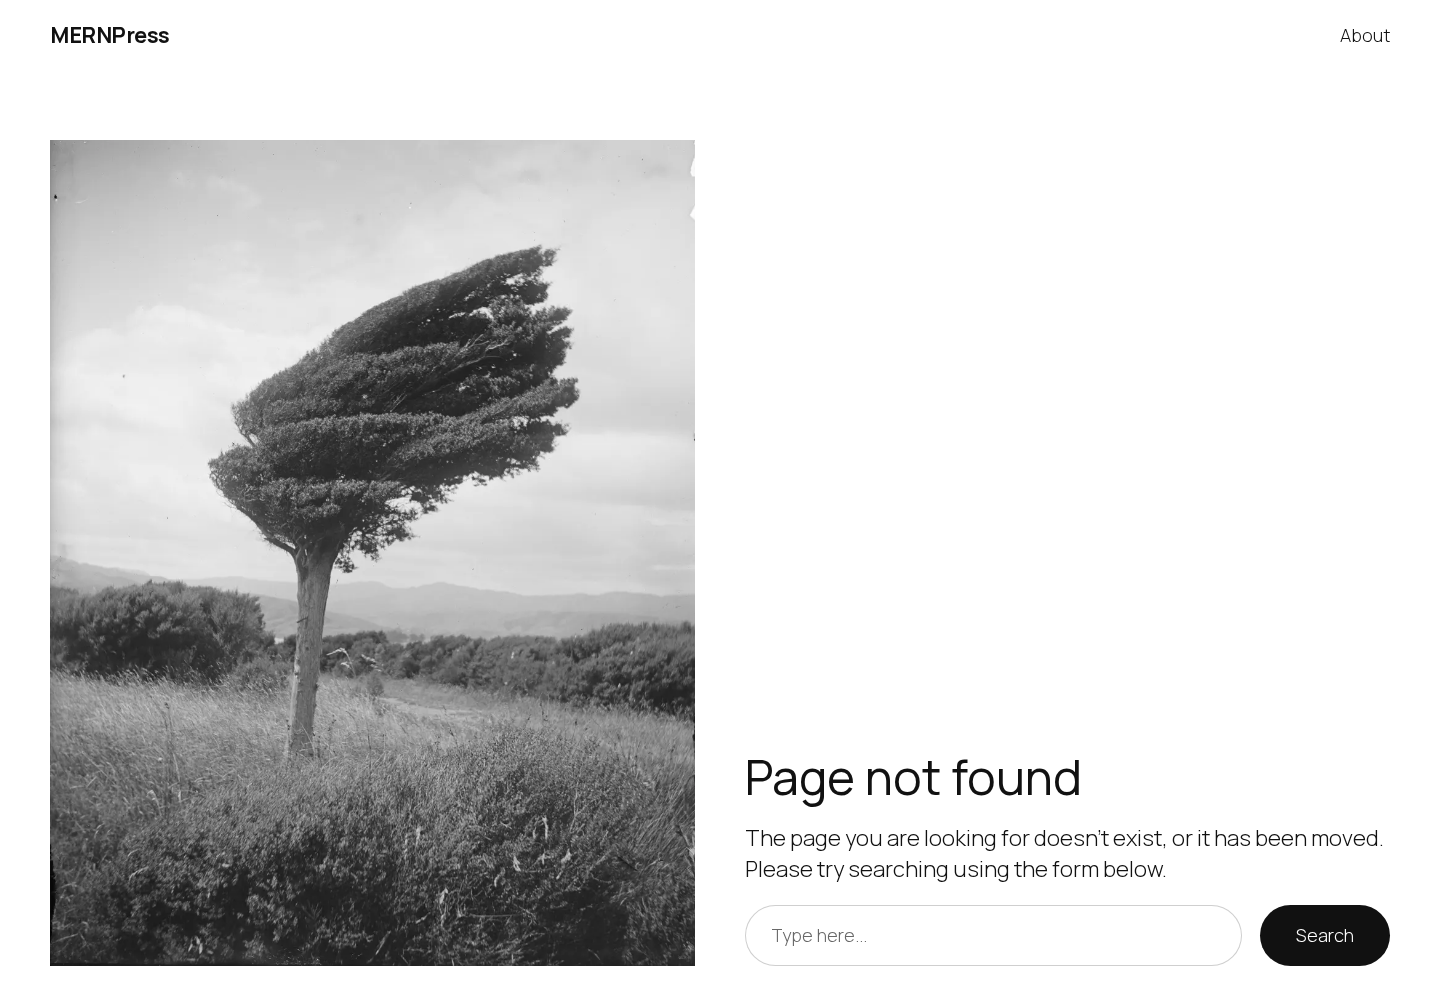 MERNPress
About
Page not found
The page you are looking for doesn't exist, or it has been moved.
Please try searching using the form below.
Type here...
Search